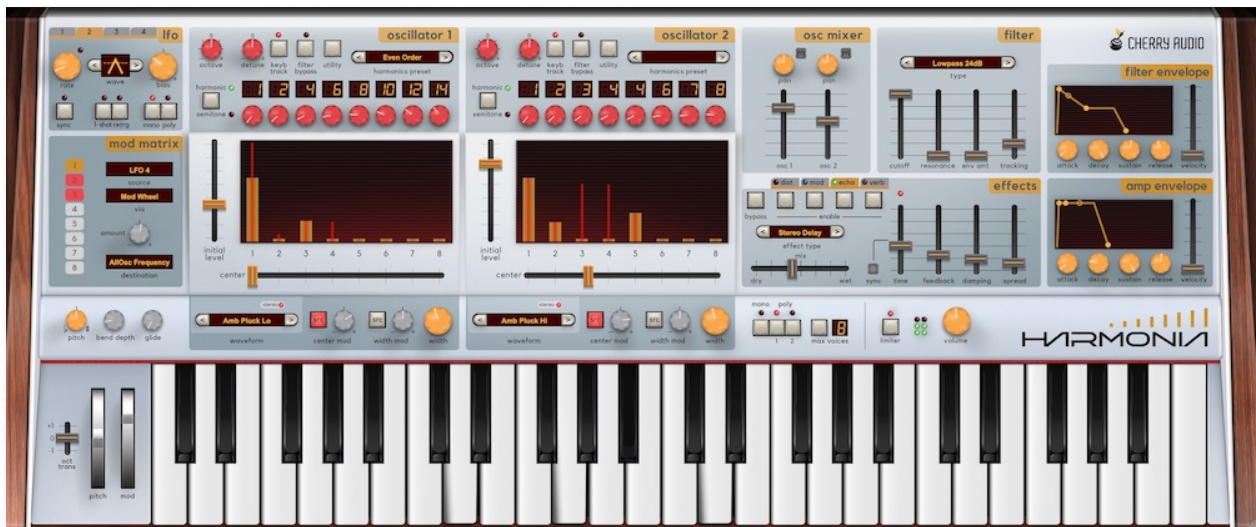 1 2 3 4 lfo
rate
wave
bias
sync
1-shot retrg
mono poly
mod matrix
1
2
3
4
5
6
7
8
LFO 4
source
Mod Wheel
via
amount
AllOsc Frequency
destination
oscillator 1
octave
detune
keyb track
filter bypass
utility
Even Order
harmonics preset
harmonic
semitone
1 2 4 6 8 10 12 14
initial level
1 2 3 4 5 6 7 8
center
oscillator 2
octave
detune
keyb track
filter bypass
utility
harmonics preset
harmonic
semitone
1 2 3 4 4 6 7 8
initial level
1 2 3 4 5 6 7 8
center
osc mixer
pan
pan
osc 1
osc 2
filter
Lowpass 24dB
type
cutoff
resonance
env amt
tracking
CHERRY AUDIO
filter envelope
attack
decay
sustain
release
velocity
dist
mod
echo
verb
effects
bypass
enable
Stereo Delay
effect type
mix
dry
wet
sync
time
feedback
damping
spread
amp envelope
attack
decay
sustain
release
velocity
pitch
bend depth
glide
stereo
Amb Pluck Lo
waveform
src
center mod
src
width mod
width
stereo
Amb Pluck Hi
waveform
src
center mod
src
width mod
width
mono
poly
1 2
8
max voices
limiter
volume
HARMONIA
+1
0
-1
oct trans
pitch
mod